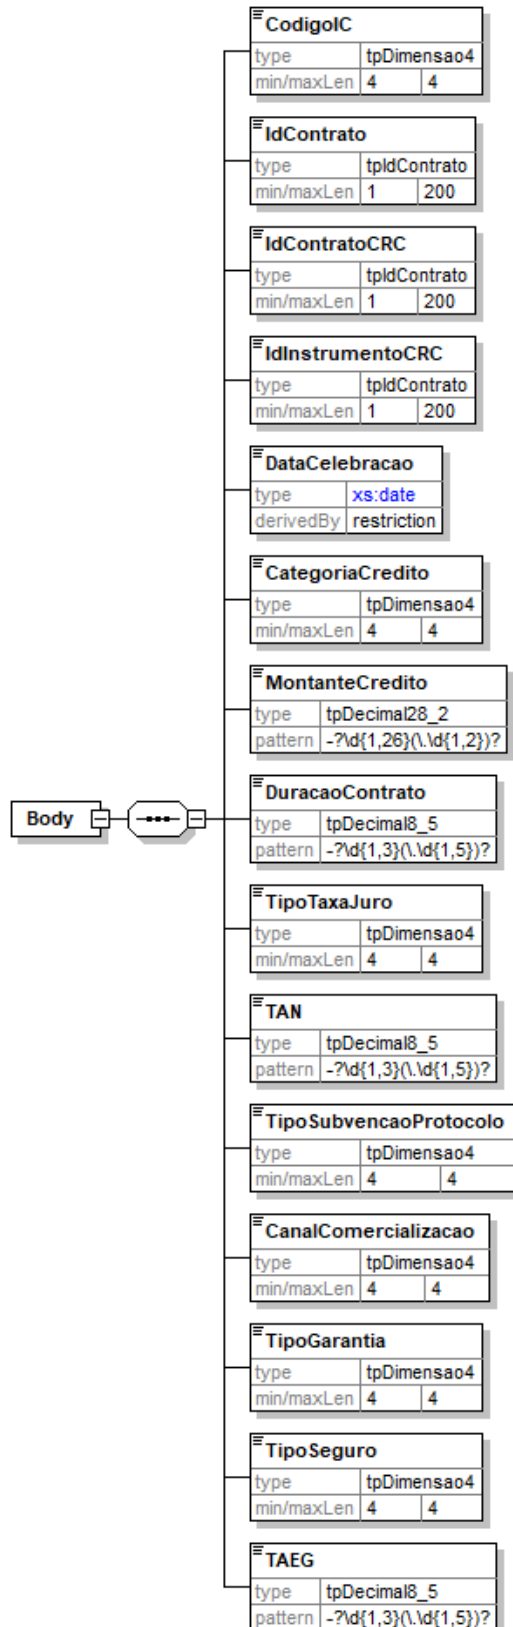 CodigoIC
type tpDimensao4
min/maxLen 4 4
IdContrato
type tpIdContrato
min/maxLen 1 200
IdContratoCRC
type tpIdContrato
min/maxLen 1 200
IdInstrumentoCRC
type tpIdContrato
min/maxLen 1 200
DataCelebracao
type xs:date
derivedBy restriction
CategoriaCredito
type tpDimensao4
min/maxLen 4 4
MontanteCredito
type tpDecimal28_2
pattern -?\d{1,26}(\.\d{1,2})?
Body
DuracaoContrato
type tpDecimal8_5
pattern -?\d{1,3}(\.\d{1,5})?
TipoTaxaJuro
type tpDimensao4
min/maxLen 4 4
TAN
type tpDecimal8_5
pattern -?\d{1,3}(\.\d{1,5})?
TipoSubvencaoProtocolo
type tpDimensao4
min/maxLen 4 4
CanalComercializacao
type tpDimensao4
min/maxLen 4 4
TipoGarantia
type tpDimensao4
min/maxLen 4 4
TipoSeguro
type tpDimensao4
min/maxLen 4 4
TAEG
type tpDecimal8_5
pattern -?\d{1,3}(\.\d{1,5})?